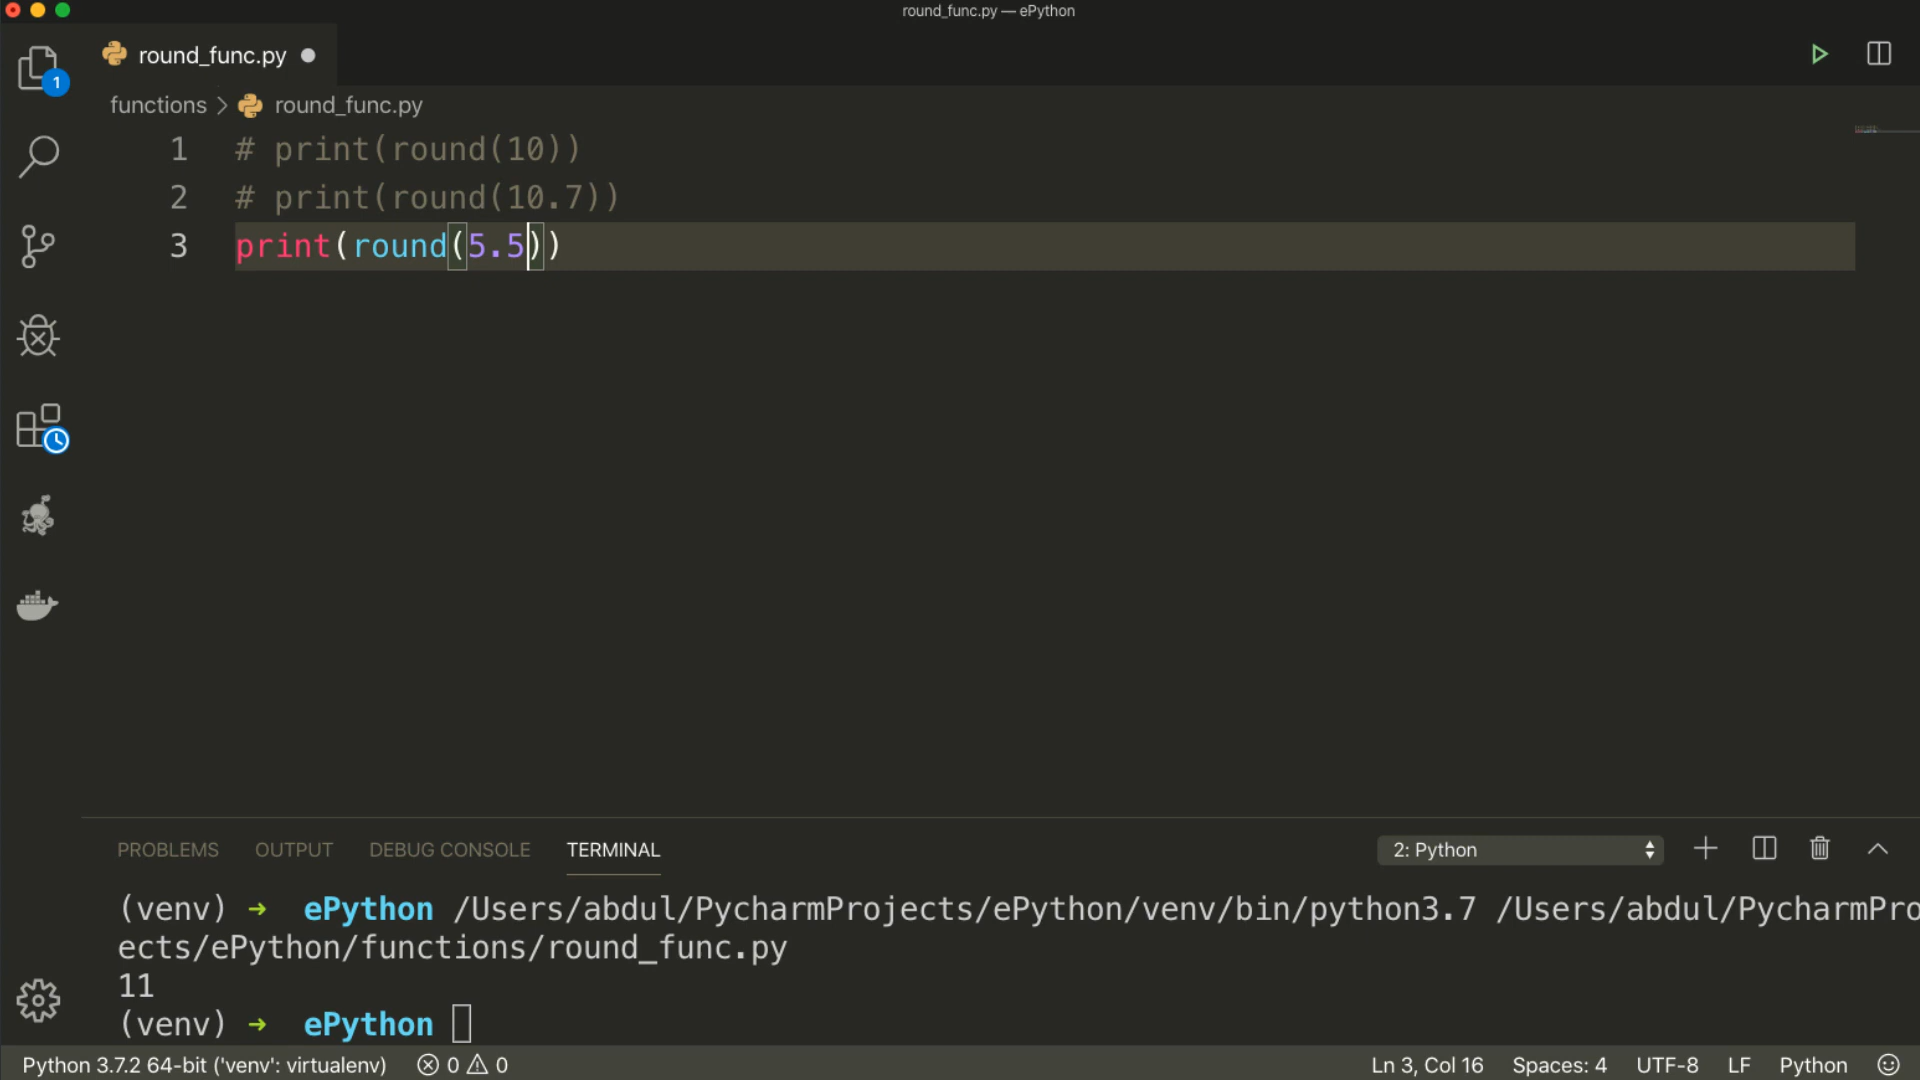 round_func.py — ePython
round_func.py
functions > round_func.py
1 # print(round(10))
2 # print(round(10.7))
3 print(round(5.5))
1
PROBLEMS OUTPUT DEBUG CONSOLE TERMINAL 2: Python
(venv) ➜ ePython /Users/abdul/PycharmProjects/ePython/venv/bin/python3.7 /Users/abdul/PycharmPro
ects/ePython/functions/round_func.py
11
(venv) ➜ ePython
Python 3.7.2 64-bit ('venv': virtualenv) 0 0 Ln 3, Col 16 Spaces: 4 UTF-8 LF Python